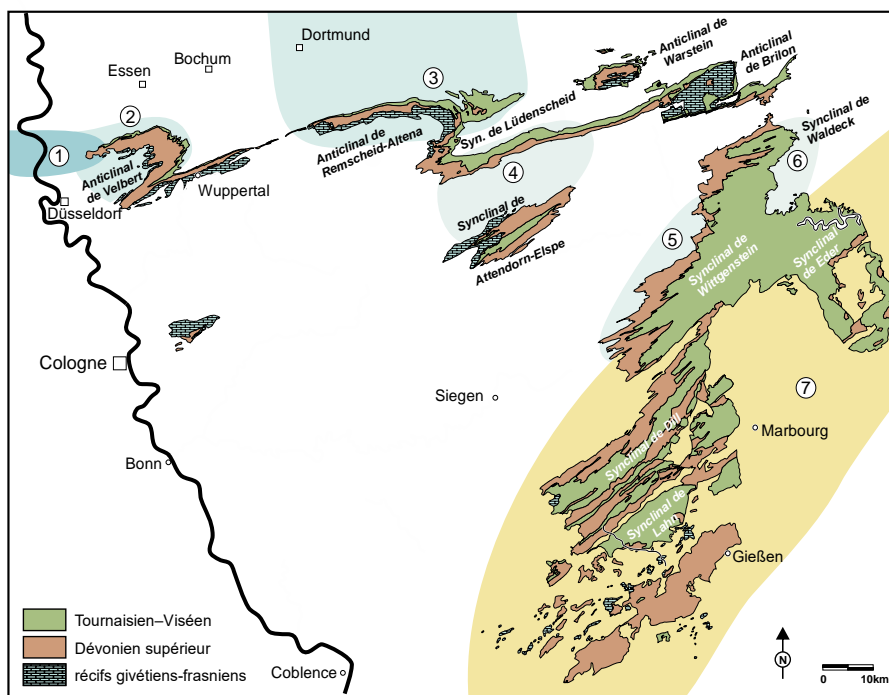 Dortmund
Bochum
Essen
Anticlinal
de Warstein
Anticlinal
de Brilon
3
2
1
Anticlinal de
Remscheid-Altena
Syn. de Lüdenscheid
Synclinal de
Waldeck
6
4
Anticlinal
de Velbert
Wuppertal
Düsseldorf
Synclinal de
Attendorn-Elspe
5
Synclinal de
Wittgenstein
Synclinal
de Eder
Cologne
Siegen
7
Marbourg
Synclinal de Dill
Bonn
Synclinal de
Lahn
Gießen
Tournaisien–Viséen
Dévonien supérieur
récifs givétiens-frasniens
Coblence
N
0 10km